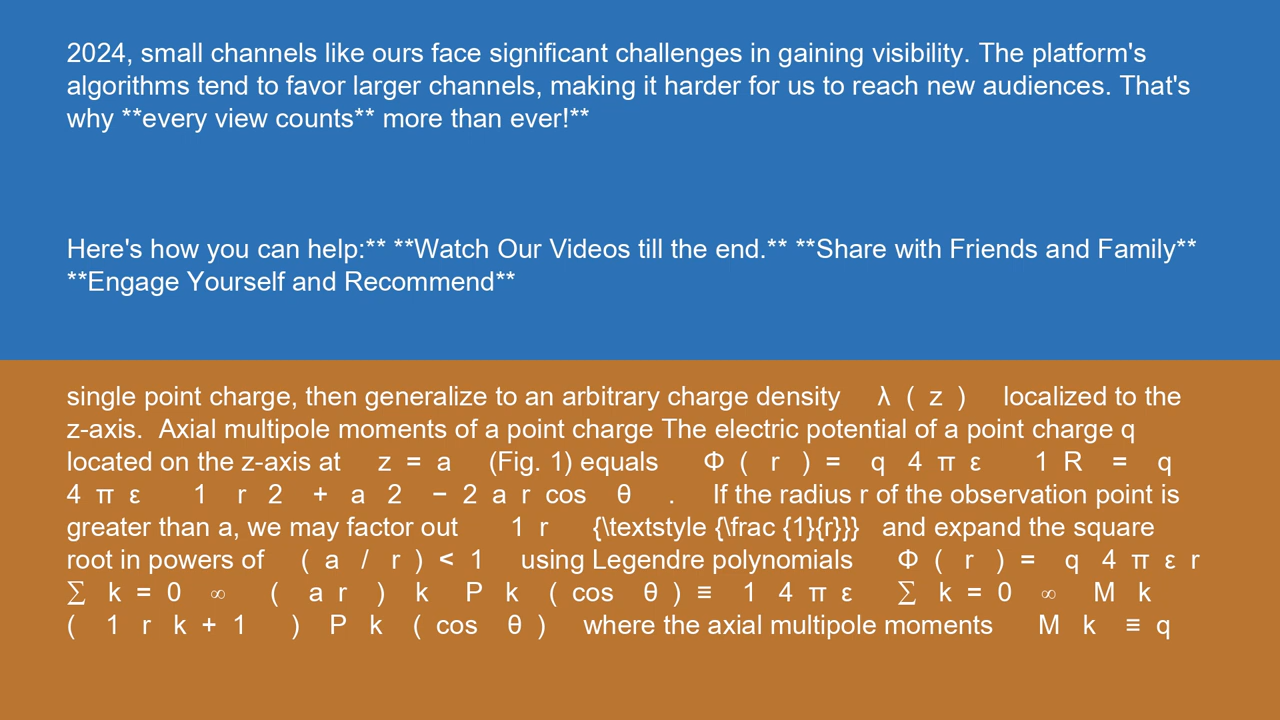 2024, small channels like ours face significant challenges in gaining visibility. The platform's
algorithms tend to favor larger channels, making it harder for us to reach new audiences. That's
why **every view counts** more than ever!**
Here's how you can help:** **Watch Our Videos till the end.** **Share with Friends and Family**
**Engage Yourself and Recommend**
single point charge, then generalize to an arbitrary charge density λ ( z ) localized to the
z-axis. Axial multipole moments of a point charge The electric potential of a point charge q
located on the z-axis at z = a (Fig. 1) equals Φ ( r ) = q 4 π ε 1 R = q
4 π ε 1 r 2 + a 2 − 2 a r cos θ . If the radius r of the observation point is
greater than a, we may factor out 1 r {\textstyle {\frac {1}{r}}} and expand the square
root in powers of ( a / r ) < 1 using Legendre polynomials Φ ( r ) = q 4 π ε r
∑ k = 0 ∞ ( a r ) k P k ( cos θ ) ≡ 1 4 π ε ∑ k = 0 ∞ M k
( 1 r k + 1 ) P k ( cos θ ) where the axial multipole moments M k ≡ q